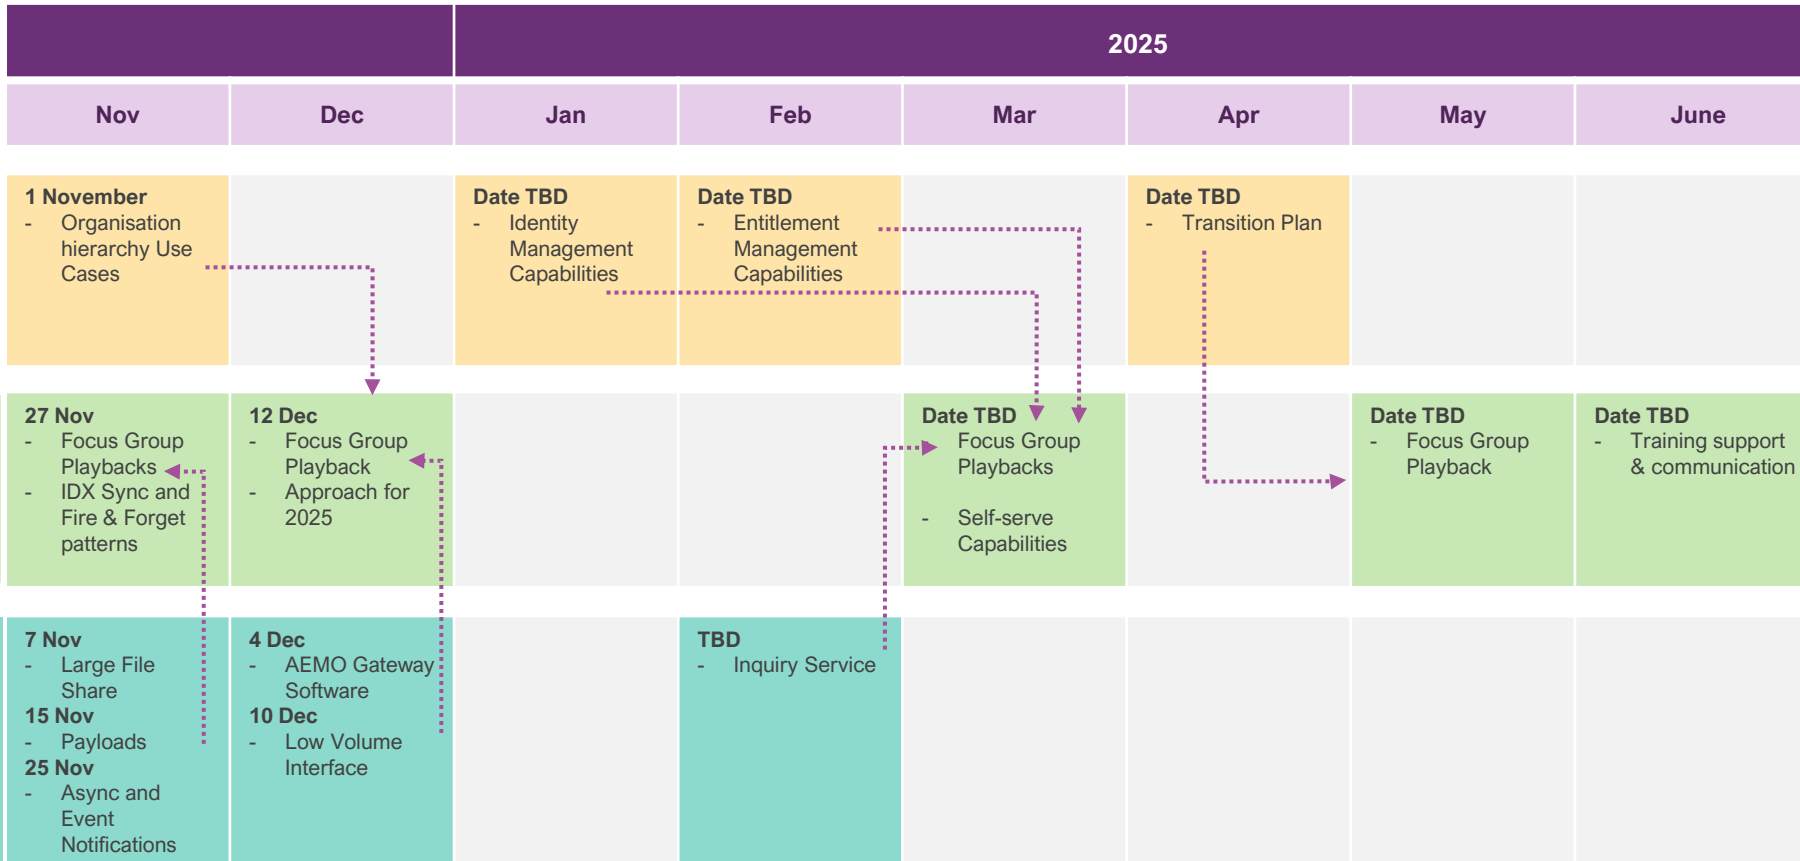 2025
Nov
Dec
Jan
Feb
Mar
Apr
May
June
1 November
- Organisation
hierarchy Use
Cases
Date TBD
- Identity
Management
Capabilities
Date TBD
- Entitlement
Management
Capabilities
Date TBD
- Transition Plan
27 Nov
- Focus Group
Playbacks
- IDX Sync and
Fire & Forget
patterns
12 Dec
- Focus Group
Playback
- Approach for
2025
Date TBD
Focus Group
Playbacks
- Self-serve
Capabilities
Date TBD
- Focus Group
Playback
Date TBD
- Training support
& communication
7 Nov
- Large File
Share
15 Nov
- Payloads
25 Nov
- Async and
Event
Notifications
4 Dec
- AEMO Gateway
Software
10 Dec
- Low Volume
Interface
TBD
- Inquiry Service